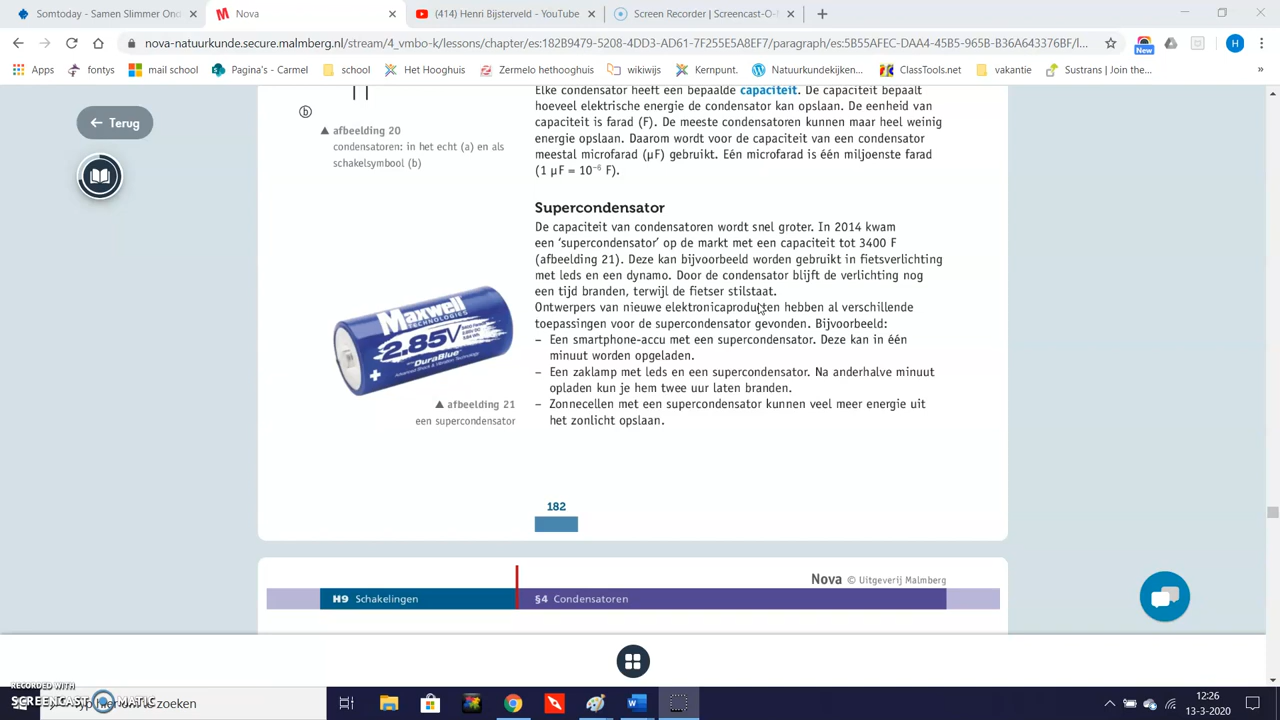 Somtoday - Samen Slimmer Ond
Nova
(414) Henri Bijsterveld - YouTube
Screen Recorder | Screencast-O-M
nova-natuurkunde.secure.malmberg.nl/stream/4_vmbo-k/lessons/chapter/es:182B9479-5208-4DD3-AD61-7F255E5A8EF7/paragraph/es:5B55AFEC-DAA4-45B5-965B-B36A643376BF/l...
New
H
Apps
fontys
mail school
Pagina's - Carmel
school
Het Hooghuis
Zermelo hethooghuis
wikiwijs
Kernpunt.
Natuurkundekijken...
ClassTools.net
vakantie
Sustrans | Join the...
»
Terug
b
▲ afbeelding 20
condensatoren: in het echt (a) en als
schakelsymbool (b)
Elke condensator heeft een bepaalde capaciteit. De capaciteit bepaalt
hoeveel elektrische energie de condensator kan opslaan. De eenheid van
capaciteit is farad (F). De meeste condensatoren kunnen maar heel weinig
energie opslaan. Daarom wordt voor de capaciteit van een condensator
meestal microfarad (µF) gebruikt. Eén microfarad is één miljoenste farad
(1 µF = 10⁻⁶ F).
Supercondensator
De capaciteit van condensatoren wordt snel groter. In 2014 kwam
een ‘supercondensator’ op de markt met een capaciteit tot 3400 F
(afbeelding 21). Deze kan bijvoorbeeld worden gebruikt in fietsverlichting
met leds en een dynamo. Door de condensator blijft de verlichting nog
een tijd branden, terwijl de fietser stilstaat.
Ontwerpers van nieuwe elektronicaproducten hebben al verschillende
toepassingen voor de supercondensator gevonden. Bijvoorbeeld:
– Een smartphone-accu met een supercondensator. Deze kan in één
minuut worden opgeladen.
– Een zaklamp met leds en een supercondensator. Na anderhalve minuut
opladen kun je hem twee uur laten branden.
– Zonnecellen met een supercondensator kunnen veel meer energie uit
het zonlicht opslaan.
Maxwell
TECHNOLOGIES
2.85V
with DuraBlue
+
▲ afbeelding 21
een supercondensator
182
Nova © Uitgeverij Malmberg
H9 Schakelingen
§4 Condensatoren
RECORDED WITH
SCREENCAST MATIC
te zoeken
12:26
13-3-2020